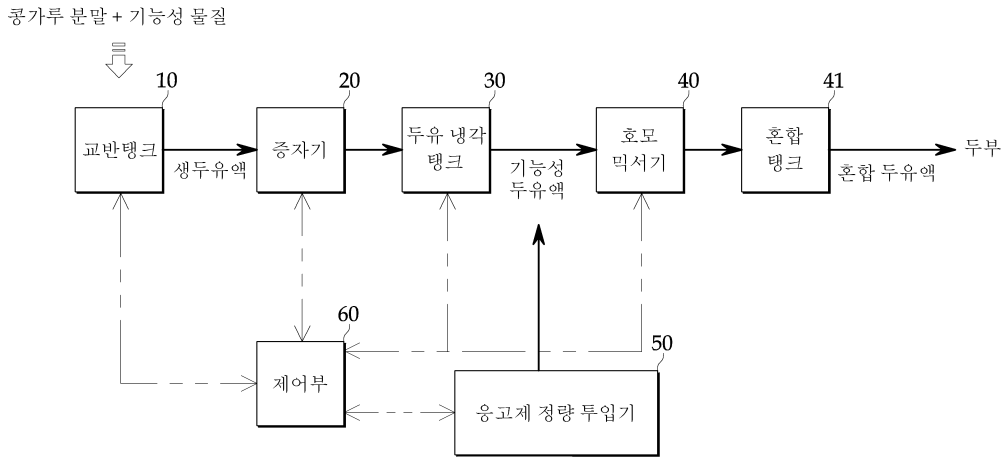 콩가루 분말 + 기능성 물질
10
20
30
40
41
교반탱크
생두유액
증자기
두유 냉각
탱크
기능성
두유액
호모
믹서기
혼합
탱크
혼합 두유액
두부
60
제어부
50
응고제 정량 투입기